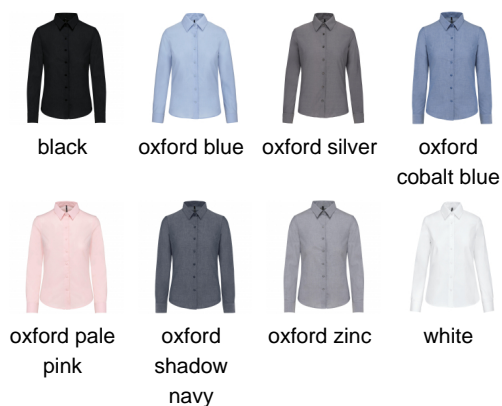 black
oxford blue
oxford silver
oxford
cobalt blue
oxford pale
pink
oxford
shadow
navy
oxford zinc
white